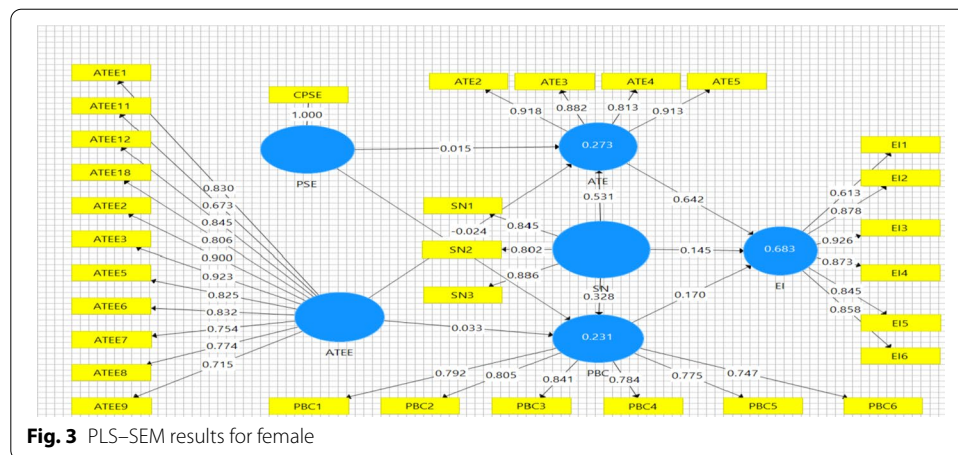 ATEE1
ATEE11
ATEE12
ATEE18
ATEE2
ATEE3
ATEE5
ATEE6
ATEE7
ATEE8
ATEE9
0.830
0.673
0.845
0.806
0.900
0.923
0.825
0.832
0.754
0.774
0.715
ATEE
CPSE
1.000
PSE
0.015
-0.024
0.033
ATE2
ATE3
ATE4
ATE5
0.918
0.882
0.813
0.913
0.273
ATE
0.531
0.642
SN1
SN2
SN3
0.845
0.802
0.886
SN
0.328
0.145
0.170
0.231
PBC
0.792
0.805
0.841
0.784
0.775
0.747
PBC1
PBC2
PBC3
PBC4
PBC5
PBC6
0.683
EI
0.613
0.878
0.926
0.873
0.845
0.858
EI1
EI2
EI3
EI4
EI5
EI6
Fig. 3 PLS–SEM results for female